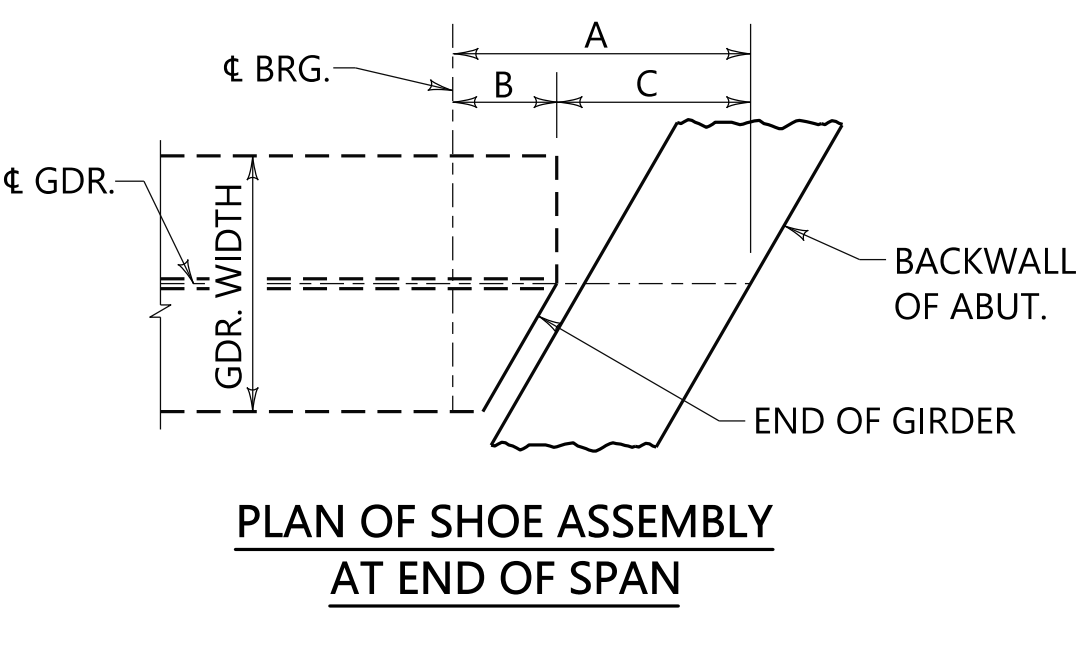 A
℄ BRG.
B
C
℄ GDR.
GDR. WIDTH
BACKWALL
OF ABUT.
END OF GIRDER
PLAN OF SHOE ASSEMBLY
AT END OF SPAN